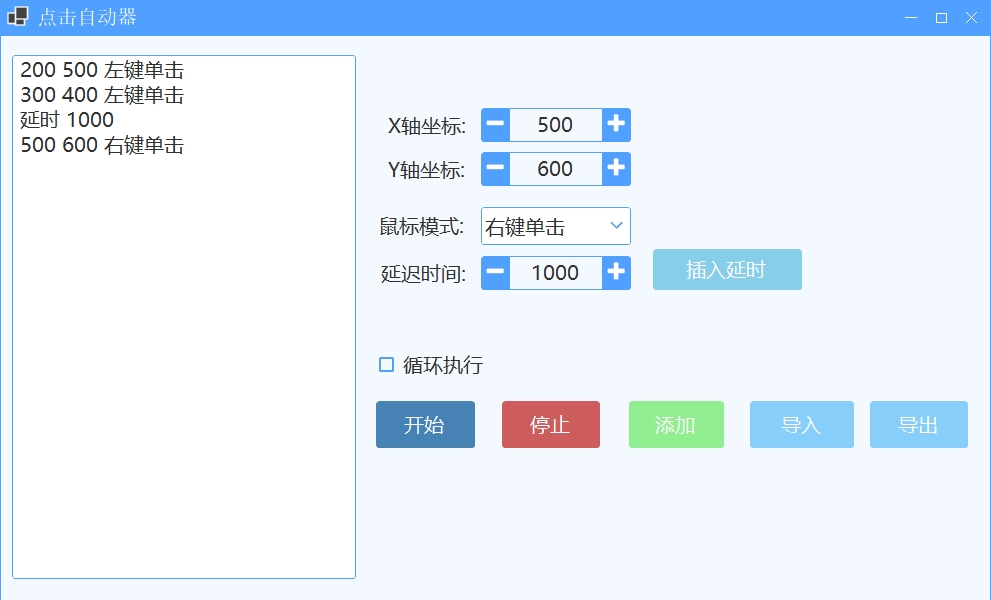 点击自动器
200 500 左键单击
300 400 左键单击
延时 1000
500 600 右键单击
X轴坐标: 500
Y轴坐标: 600
鼠标模式: 右键单击
延迟时间: 1000 插入延时
循环执行
开始 停止 添加 导入 导出